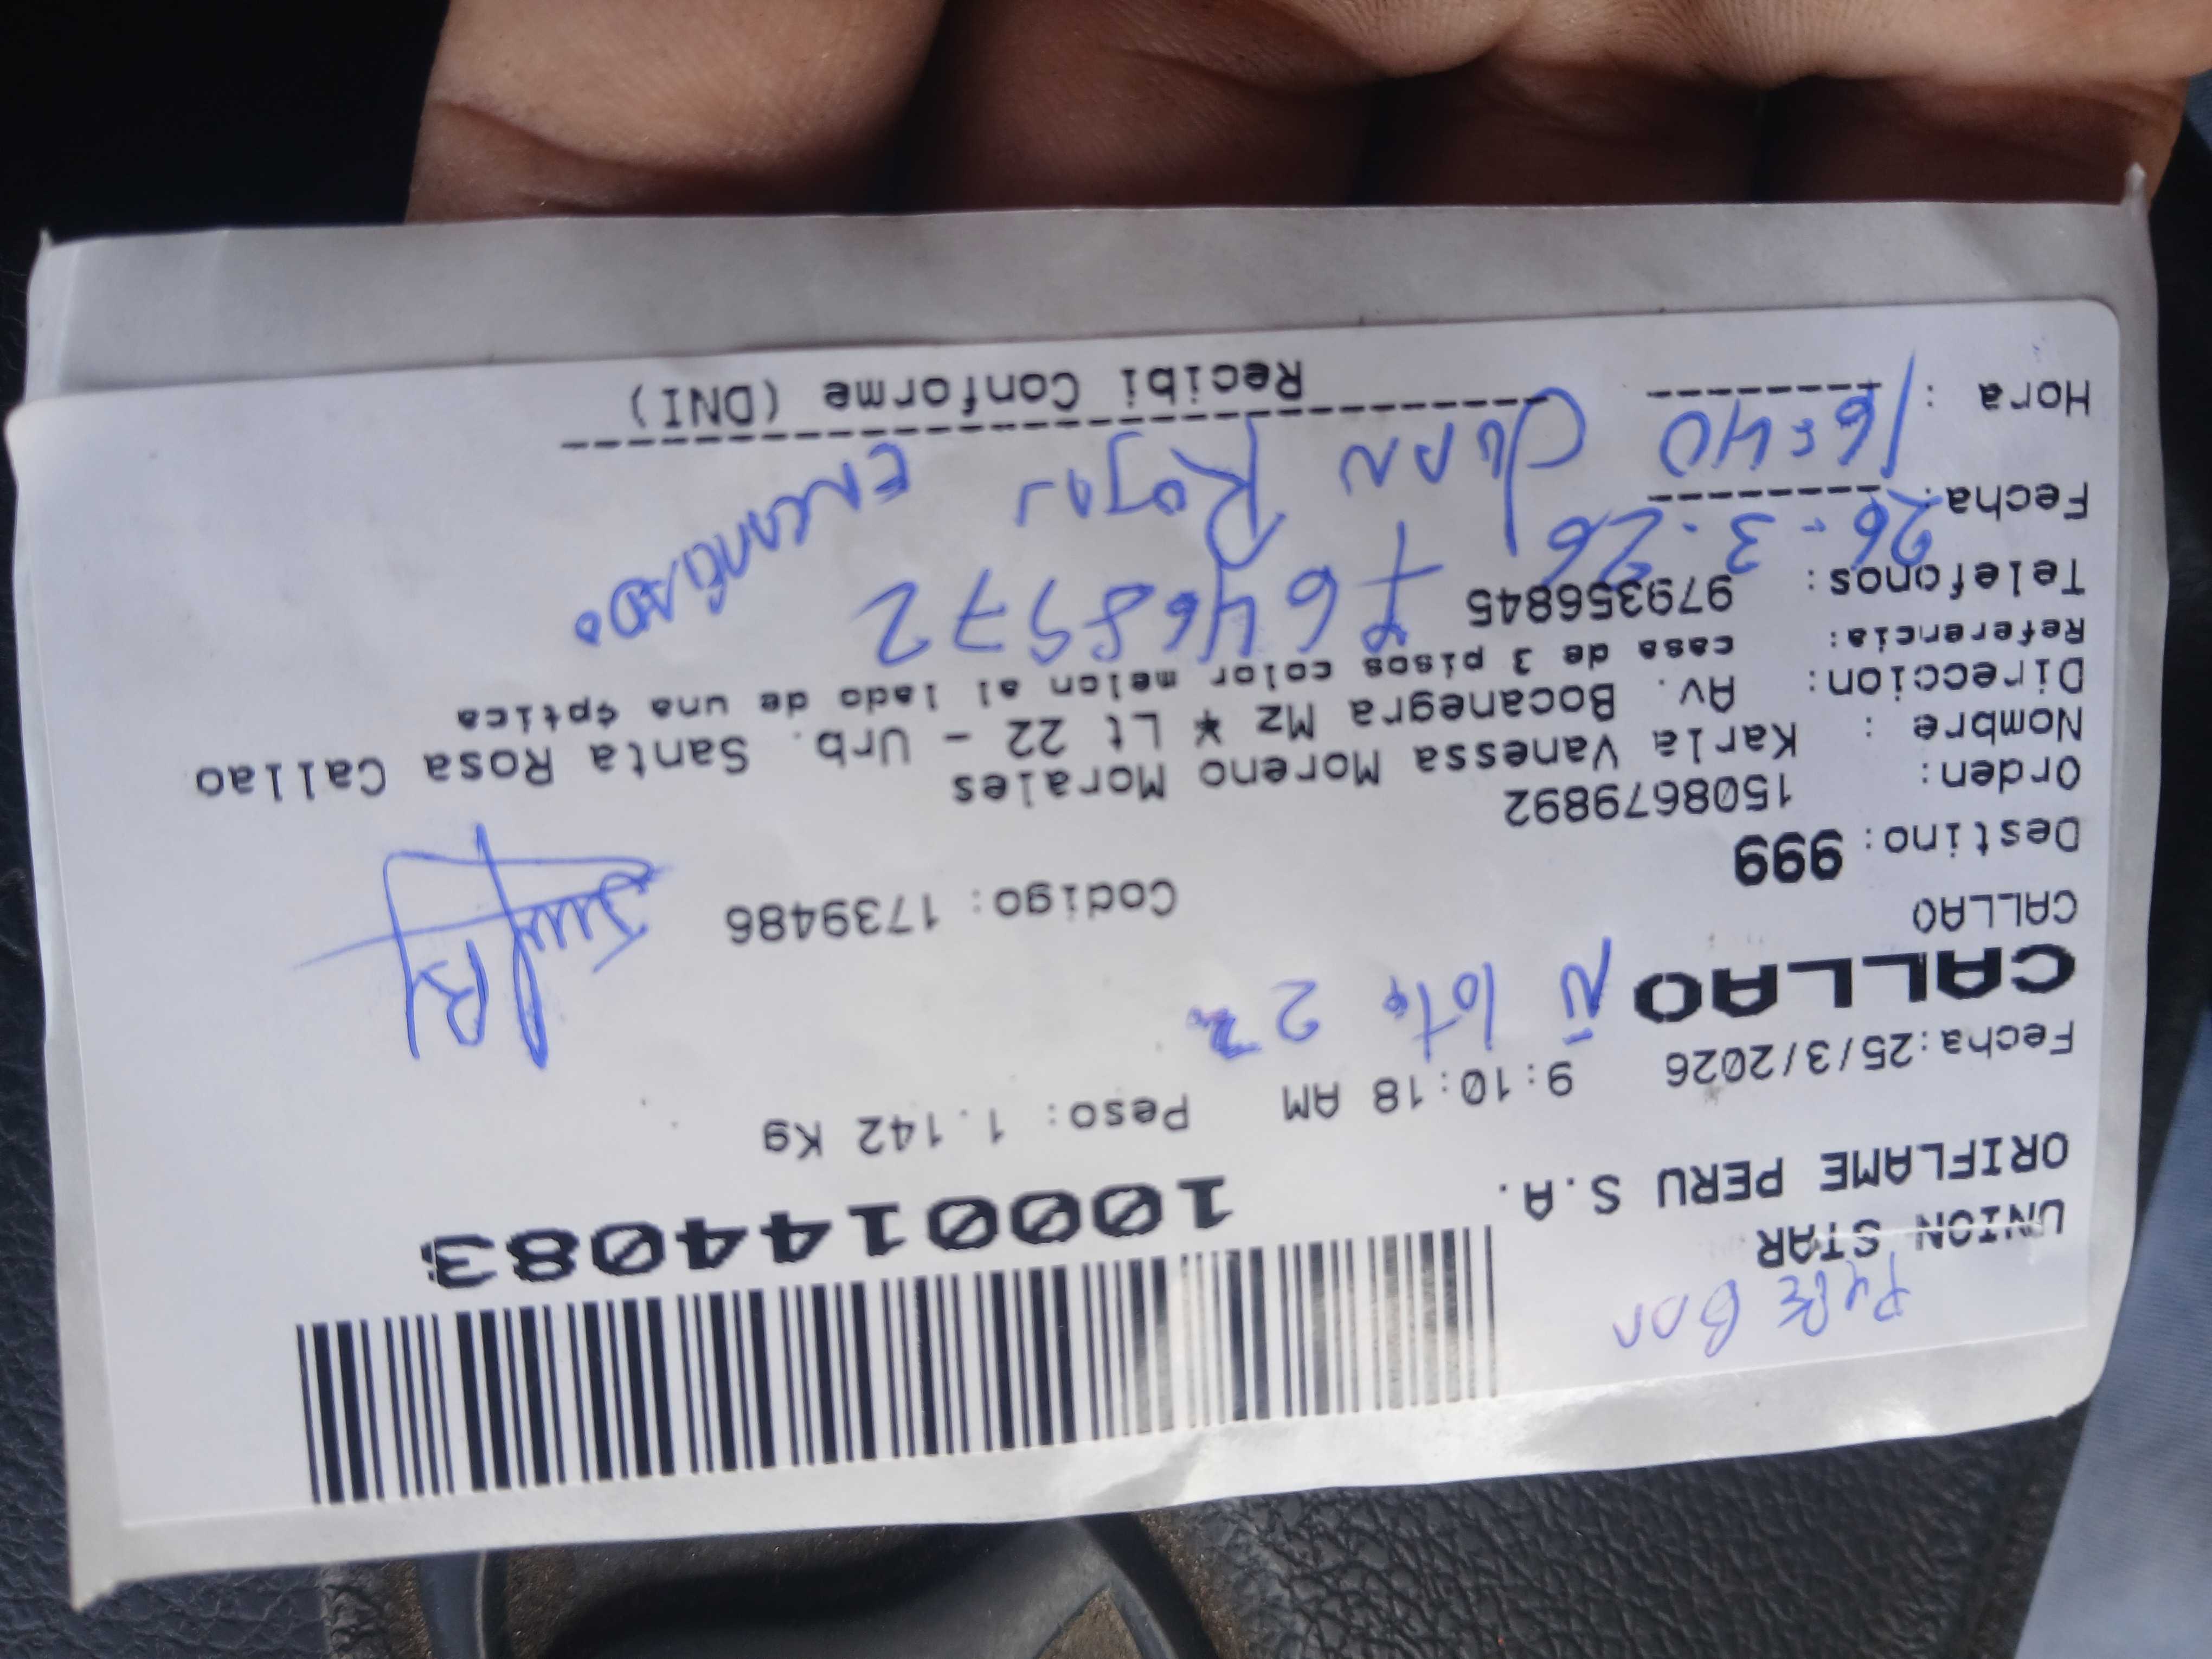 UNION STAR
ORIFLAME PERU S.A.
1000144083
Fecha:25/3/2026 9:10:18 AM Peso: 1.142 Kg
CALLAO
Ñ lote 22
CALLAO
Codigo: 1739486
Destino: 999
Orden: 1508679892
Nombre : Karla Vanessa Moreno Morales
Direccion: Av. Bocanegra Mz * Lt 22 - Urb. Santa Rosa Callao
Referencia: casa de 3 pisos color melon al lado de una óptica
Telefonos: 979356845
Fecha: 26-3-26
Hora : 16:40
Juan Rojas
ENCARGADO
Recibi Conforme (DNI)